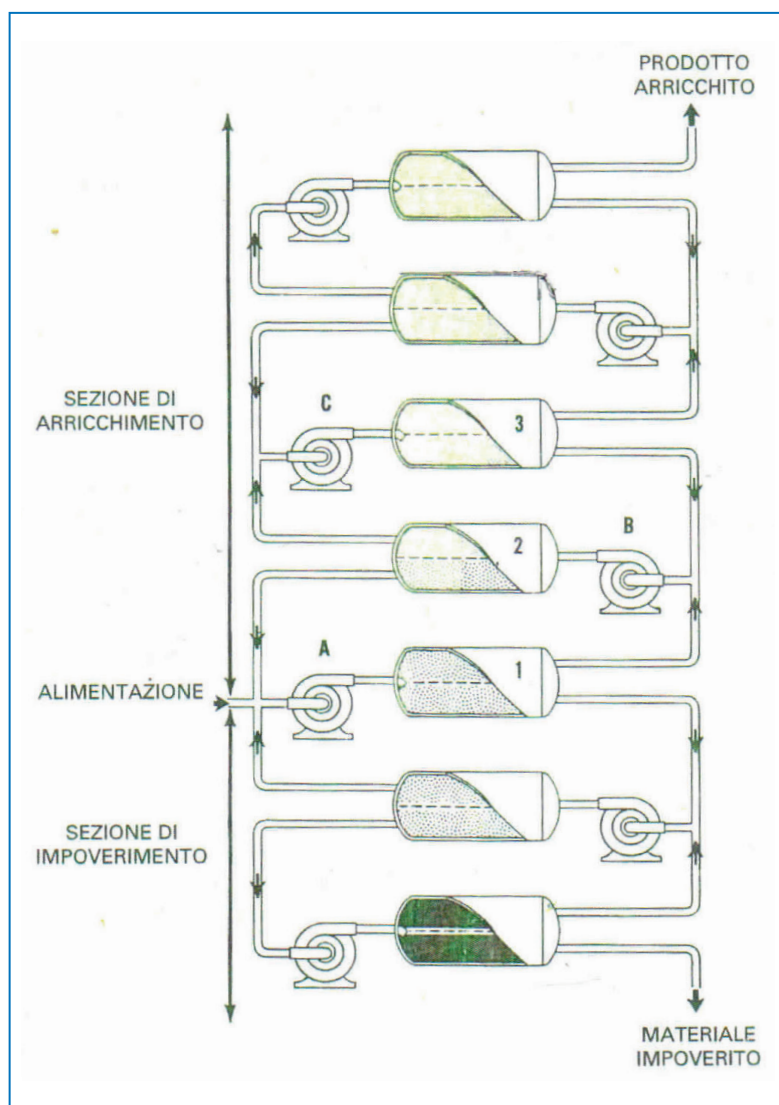 PRODOTTO
ARRICCHITO
SEZIONE DI
ARRICCHIMENTO
C
3
B
2
A
1
ALIMENTAZIONE
SEZIONE DI
IMPOVERIMENTO
MATERIALE
IMPOVERITO